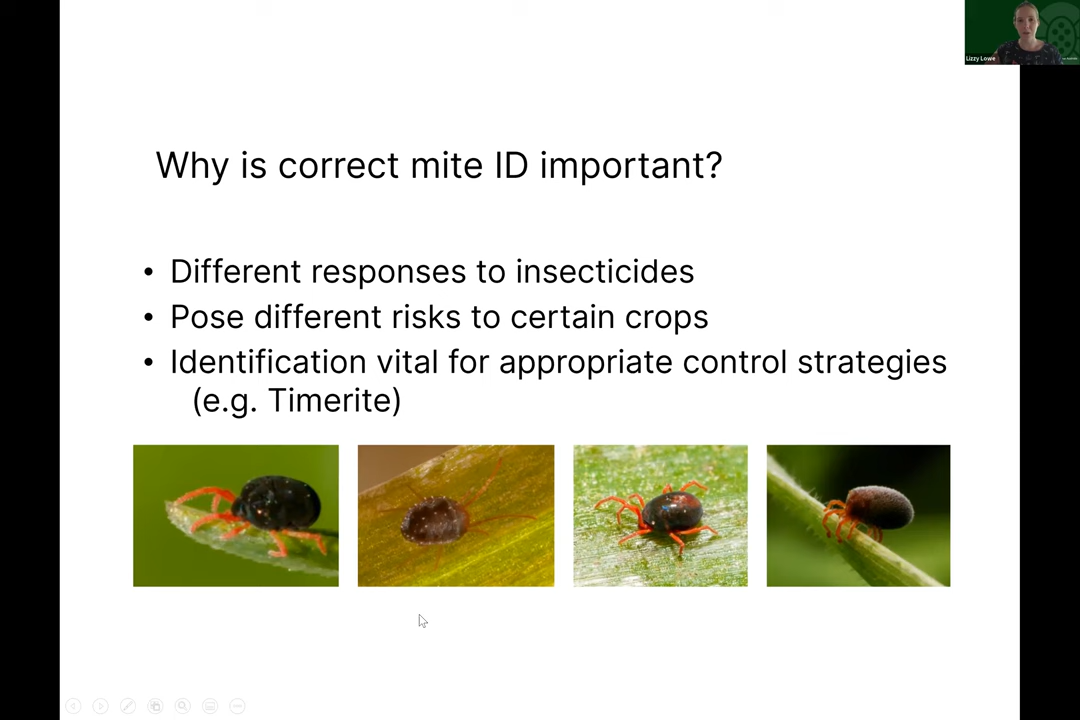 Lizzy Lowe
Why is correct mite ID important?
• Different responses to insecticides
• Pose different risks to certain crops
• Identification vital for appropriate control strategies
(e.g. Timerite)